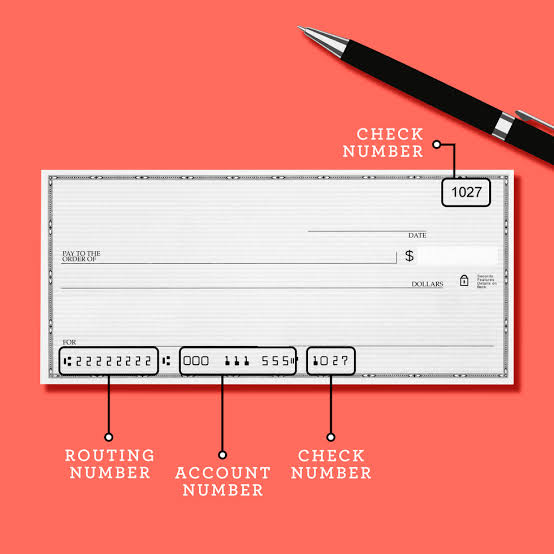 CHECK
NUMBER
1027
DATE
PAY TO THE
ORDER OF
$
DOLLARS
Security
Features
Details on
Back
FOR
⑆22222222⑆ 000 111 555⑈ 1027
ROUTING
NUMBER
ACCOUNT
NUMBER
CHECK
NUMBER